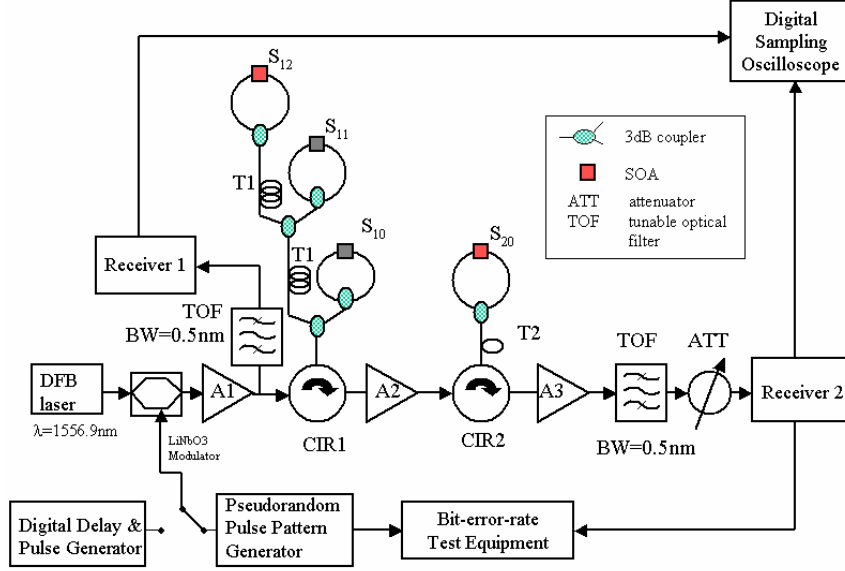 Digital
Sampling
Oscilloscope
S12
S11
3dB coupler
SOA
ATT attenuator
TOF tunable optical
filter
T1
S10
S20
Receiver 1
T1
TOF
BW=0.5nm
T2
TOF
ATT
DFB
laser
A1
A2
A3
Receiver 2
λ=1556.9nm
LiNbO3
Modulator
CIR1
CIR2
BW=0.5nm
Digital Delay &
Pulse Generator
Pseudorandom
Pulse Pattern
Generator
Bit-error-rate
Test Equipment